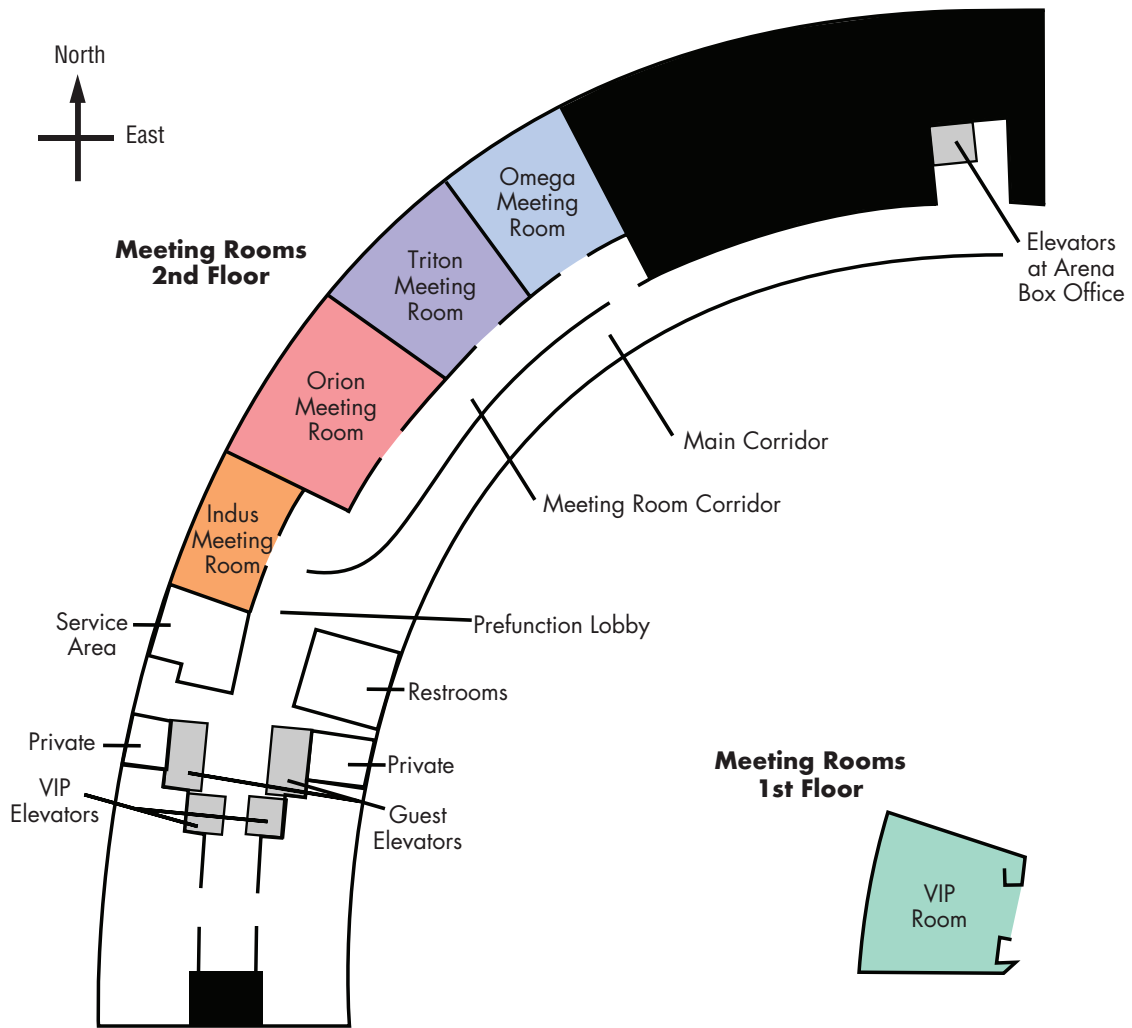 North
East
Omega
Meeting
Room
Meeting Rooms
2nd Floor
Triton
Meeting
Room
Elevators
at Arena
Box Office
Orion
Meeting
Room
Main Corridor
Meeting Room Corridor
Indus
Meeting
Room
Service
Area
Prefunction Lobby
Restrooms
Private
Private
VIP
Elevators
Guest
Elevators
Meeting Rooms
1st Floor
VIP
Room